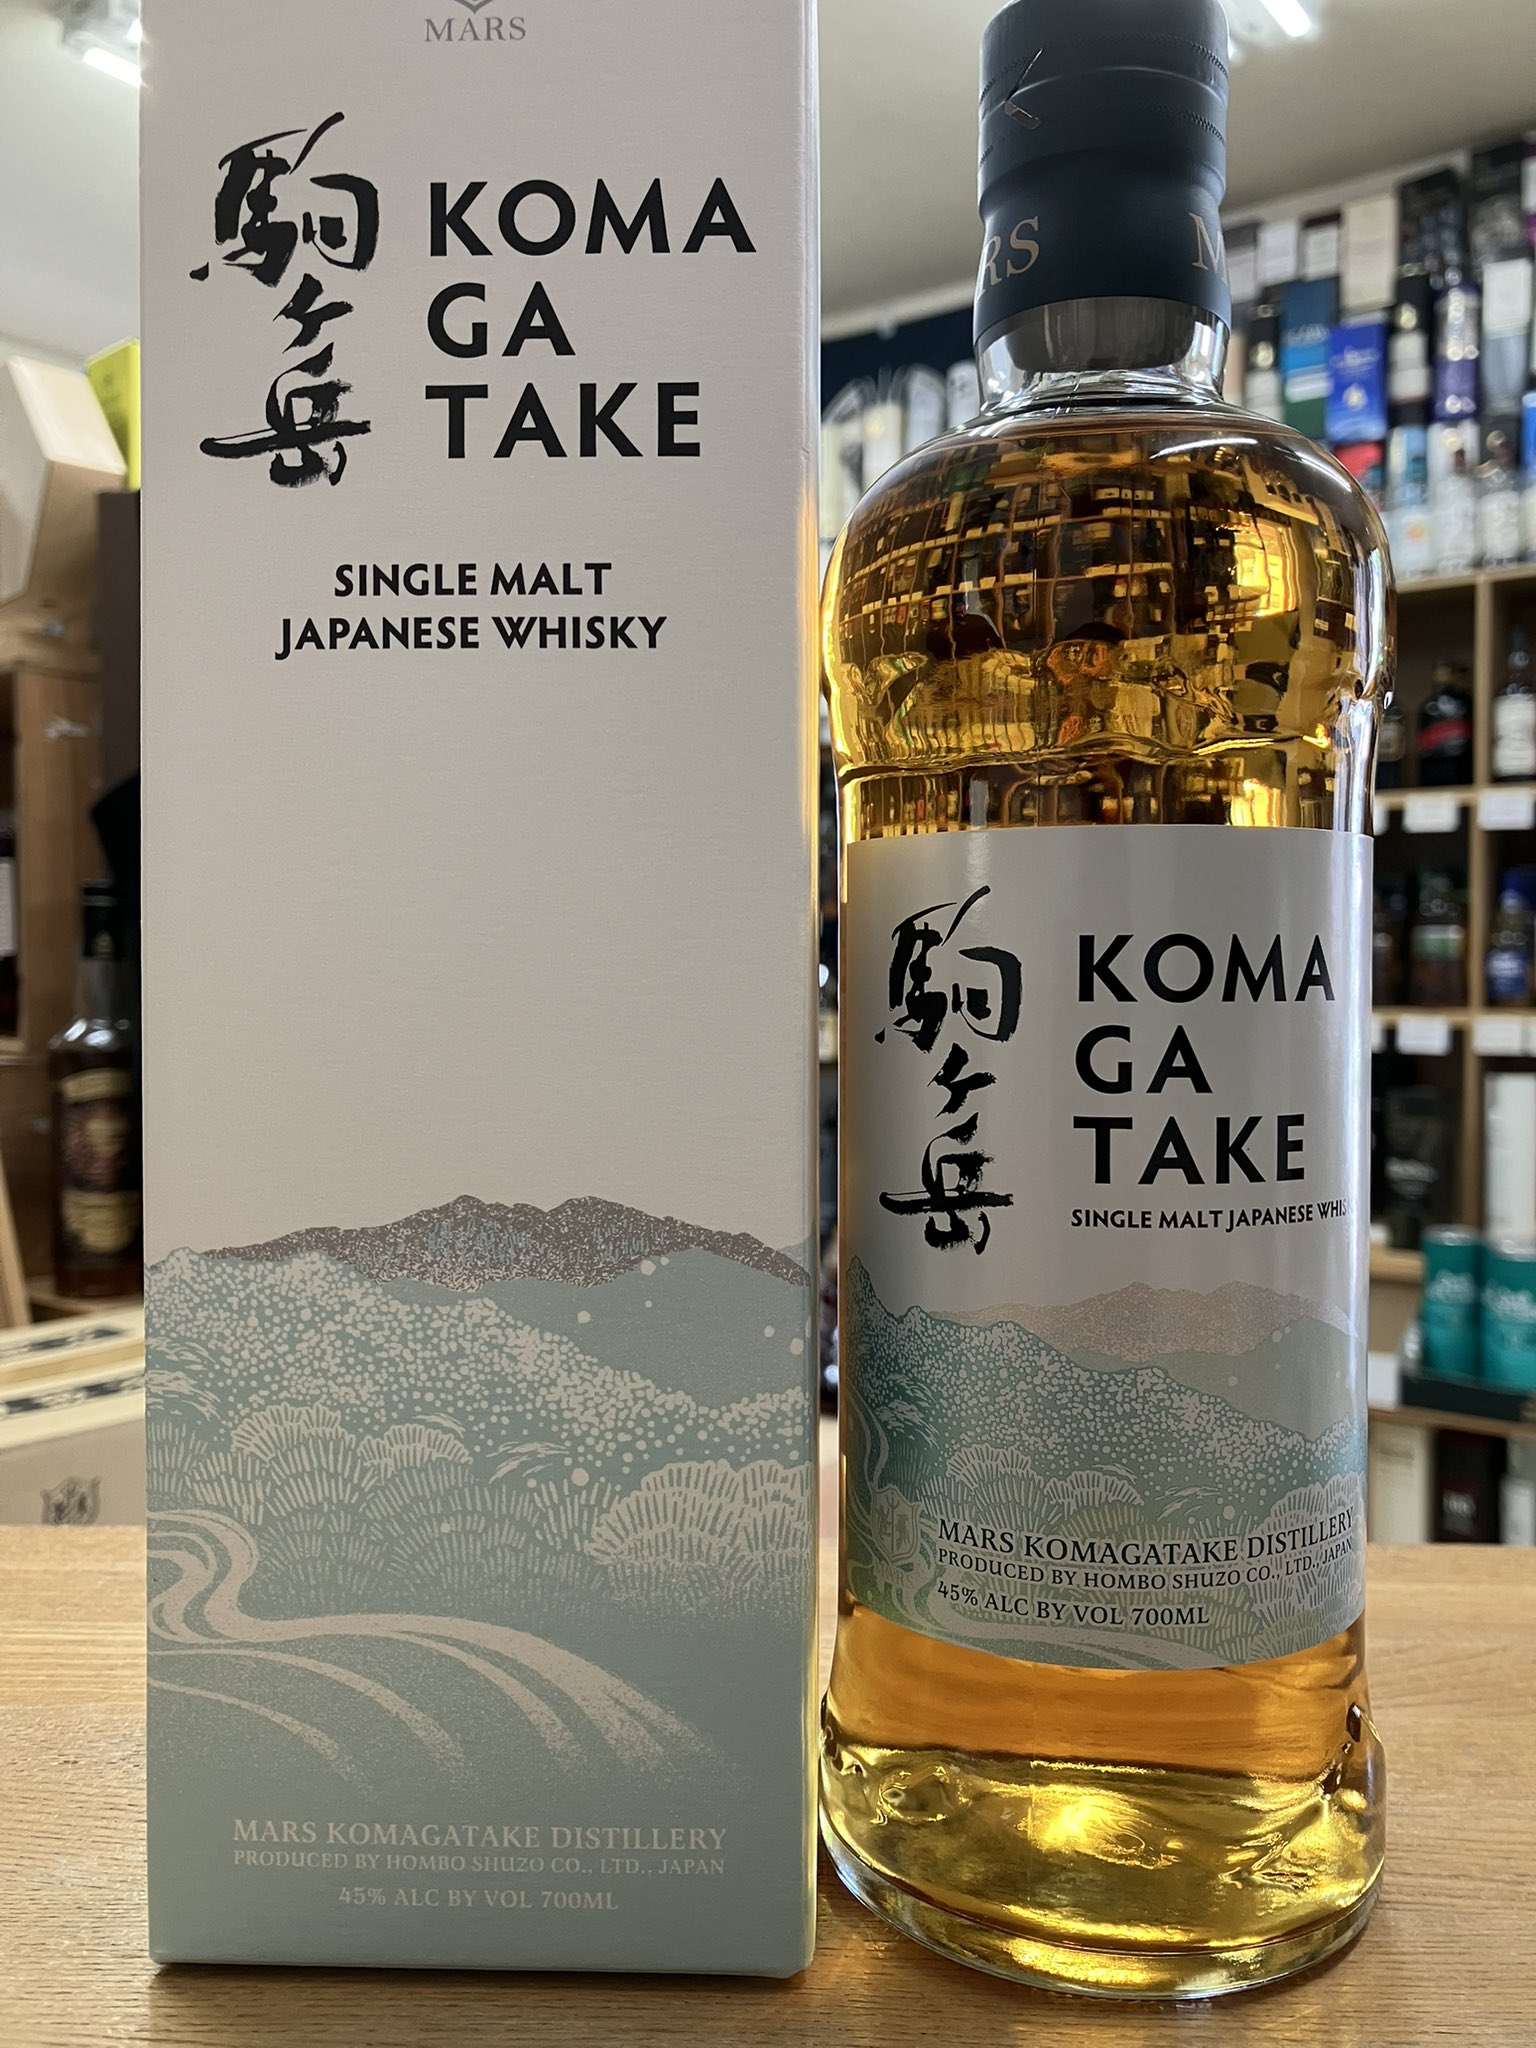 MARS
駒ヶ岳
KOMA
GA
TAKE
SINGLE MALT
JAPANESE WHISKY
MARS KOMAGATAKE DISTILLERY
PRODUCED BY HOMBO SHUZO CO., LTD., JAPAN
45% ALC BY VOL 700ML
ARS M
駒ヶ岳
KOMA
GA
TAKE
SINGLE MALT JAPANESE WHIS
MARS KOMAGATAKE DISTILLERY
PRODUCED BY HOMBO SHUZO CO., LTD., JAPAN
45% ALC BY VOL 700ML